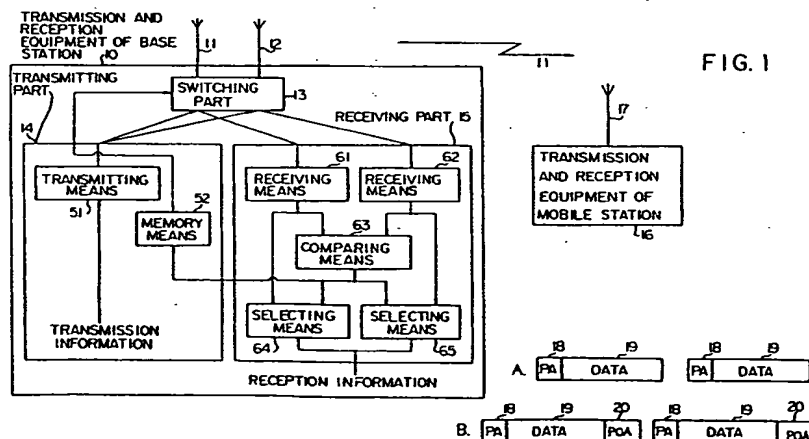 TRANSMISSION AND
RECEPTION
EQUIPMENT OF BASE
STATION
10
11
12
11
FIG. 1
TRANSMITTING
PART
14
SWITCHING
PART
13
RECEIVING PART 15
17
TRANSMITTING
MEANS
51
MEMORY
MEANS
52
RECEIVING
MEANS
61
RECEIVING
MEANS
62
COMPARING
MEANS
63
SELECTING
MEANS
64
SELECTING
MEANS
65
TRANSMISSION
INFORMATION
RECEPTION INFORMATION
TRANSMISSION
AND RECEPTION
EQUIPMENT OF
MOBILE STATION
16
18 19 18 19
A. PA DATA PA DATA
18 19 20 18 19 20
B. PA DATA POA PA DATA POA